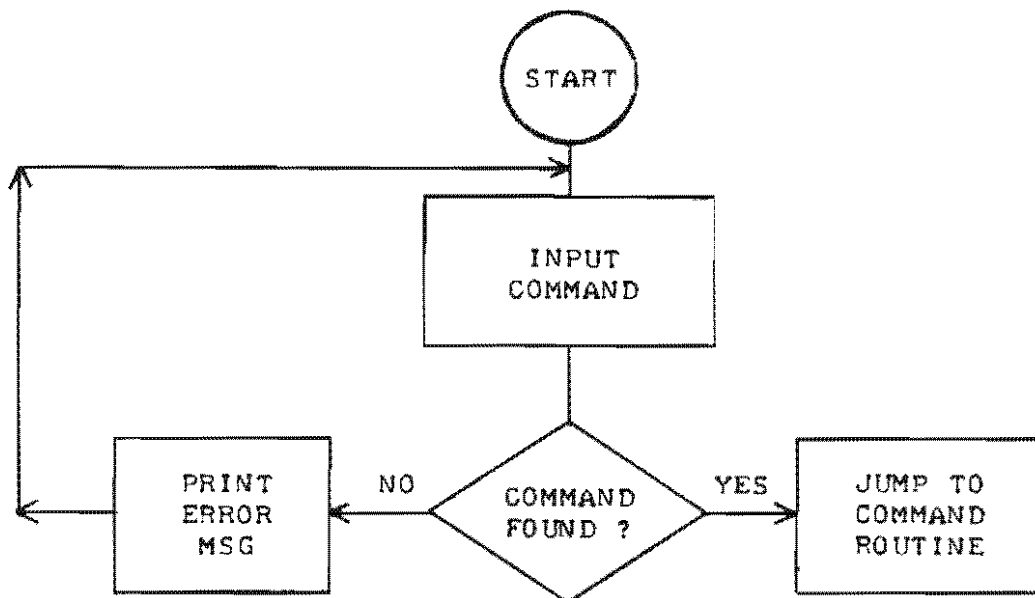 START
INPUT
COMMAND
COMMAND
FOUND ?
NO
YES
PRINT
ERROR
MSG
JUMP TO
COMMAND
ROUTINE